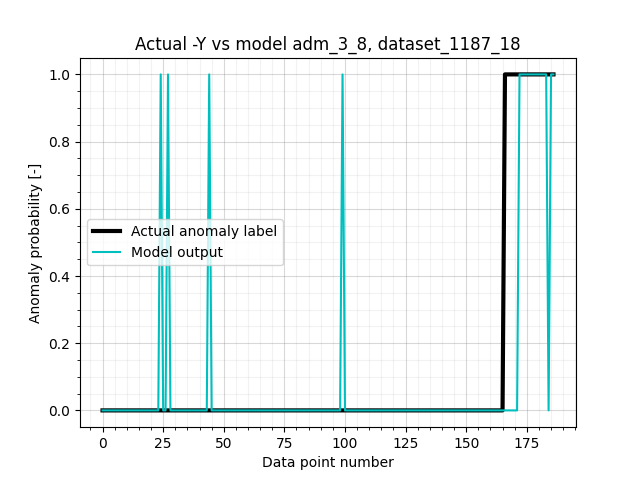 Actual -Y vs model adm_3_8, dataset_1187_18
1.0
0.8
0.6
0.4
0.2
0.0
Anomaly probability [-]
Actual anomaly label
Model output
0 25 50 75 100 125 150 175
Data point number